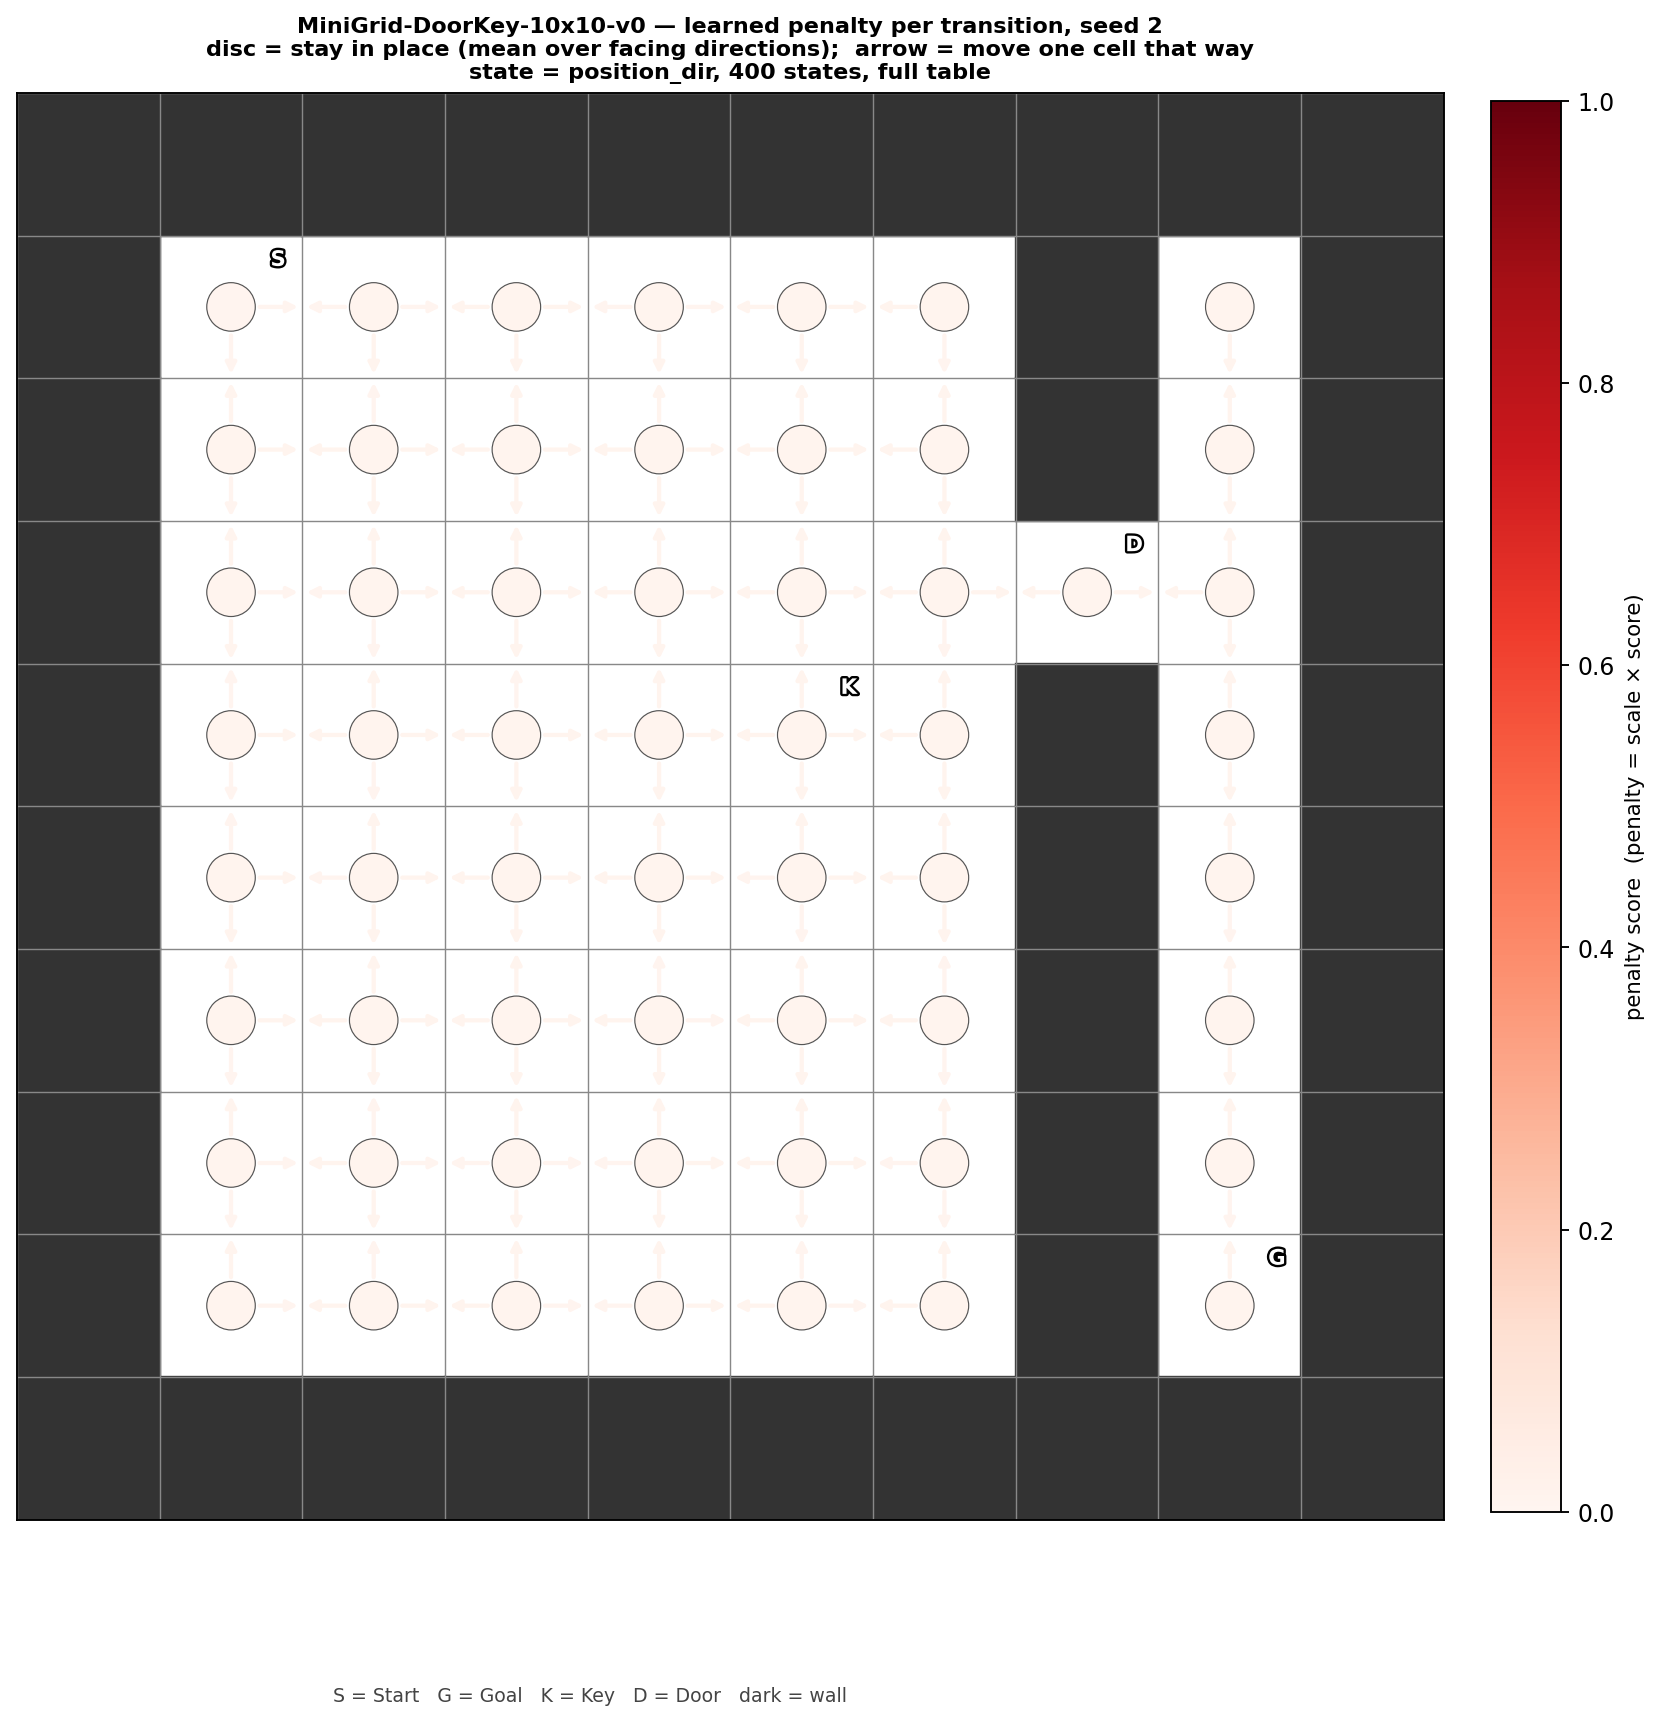 MiniGrid-DoorKey-10x10-v0 — learned penalty per transition, seed 2
disc = stay in place (mean over facing directions);  arrow = move one cell that way
state = position_dir, 400 states, full table
S
D
K
G
1.0
0.8
0.6
0.4
0.2
0.0
penalty score  (penalty = scale × score)
S = Start   G = Goal   K = Key   D = Door   dark = wall